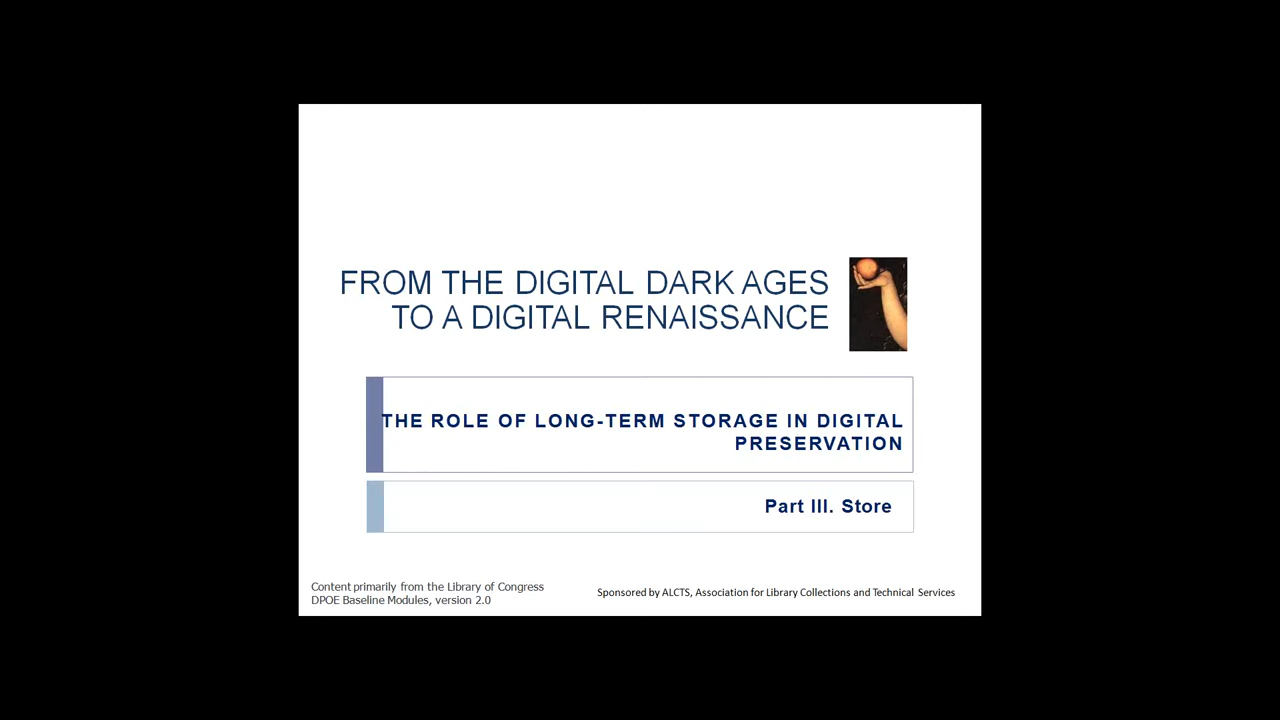 FROM THE DIGITAL DARK AGES
TO A DIGITAL RENAISSANCE
THE ROLE OF LONG-TERM STORAGE IN DIGITAL
PRESERVATION
Part III. Store
Content primarily from the Library of Congress
DPOE Baseline Modules, version 2.0
Sponsored by ALCTS, Association for Library Collections and Technical Services